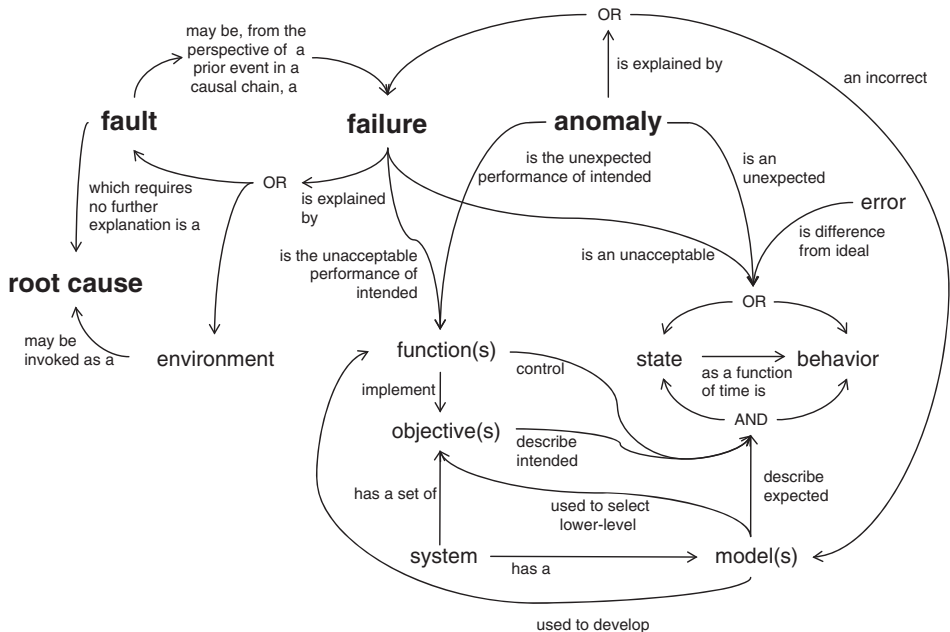 OR
may be, from the
perspective of a
prior event in a
causal chain, a
is explained by
an incorrect
fault
failure
anomaly
is the unexpected
performance of intended
is an
unexpected
which requires
no further
explanation is a
OR
is explained
by
error
is difference
from ideal
is the unacceptable
performance of
intended
is an unacceptable
root cause
OR
may be
invoked as a
environment
function(s)
control
state
behavior
as a function
of time is
implement
AND
objective(s)
describe
intended
describe
expected
has a set of
used to select
lower-level
system
has a
model(s)
used to develop